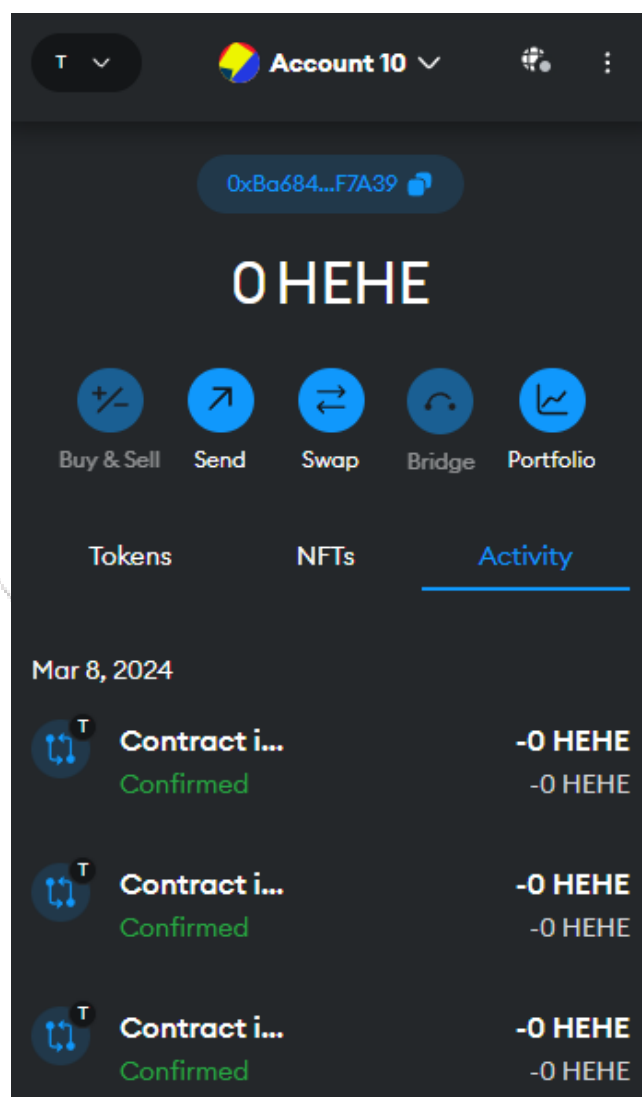 T
Account 10
0xBa684...F7A39
0 HEHE
Buy & Sell Send Swap Bridge Portfolio
Tokens NFTs Activity
Mar 8, 2024
T
Contract i... -0 HEHE
Confirmed -0 HEHE
T
Contract i... -0 HEHE
Confirmed -0 HEHE
T
Contract i... -0 HEHE
Confirmed -0 HEHE